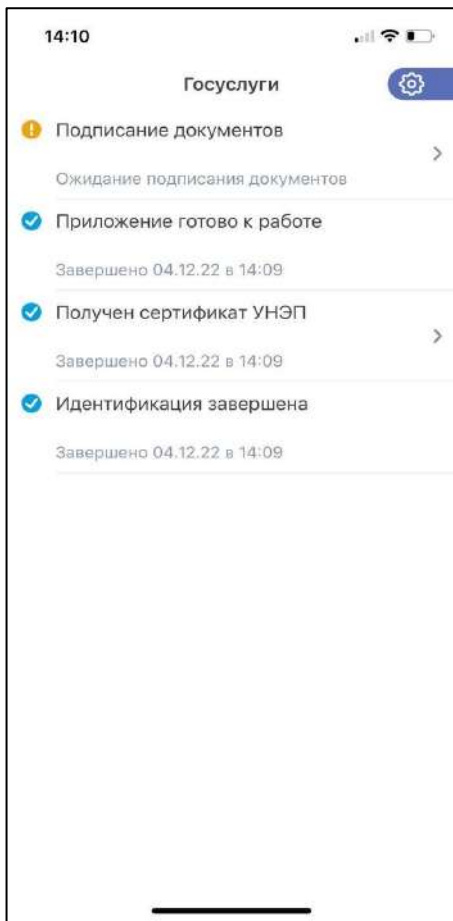 14:10
Госуслуги
Подписание документов
Ожидание подписания документов
Приложение готово к работе
Завершено 04.12.22 в 14:09
Получен сертификат УНЭП
Завершено 04.12.22 в 14:09
Идентификация завершена
Завершено 04.12.22 в 14:09